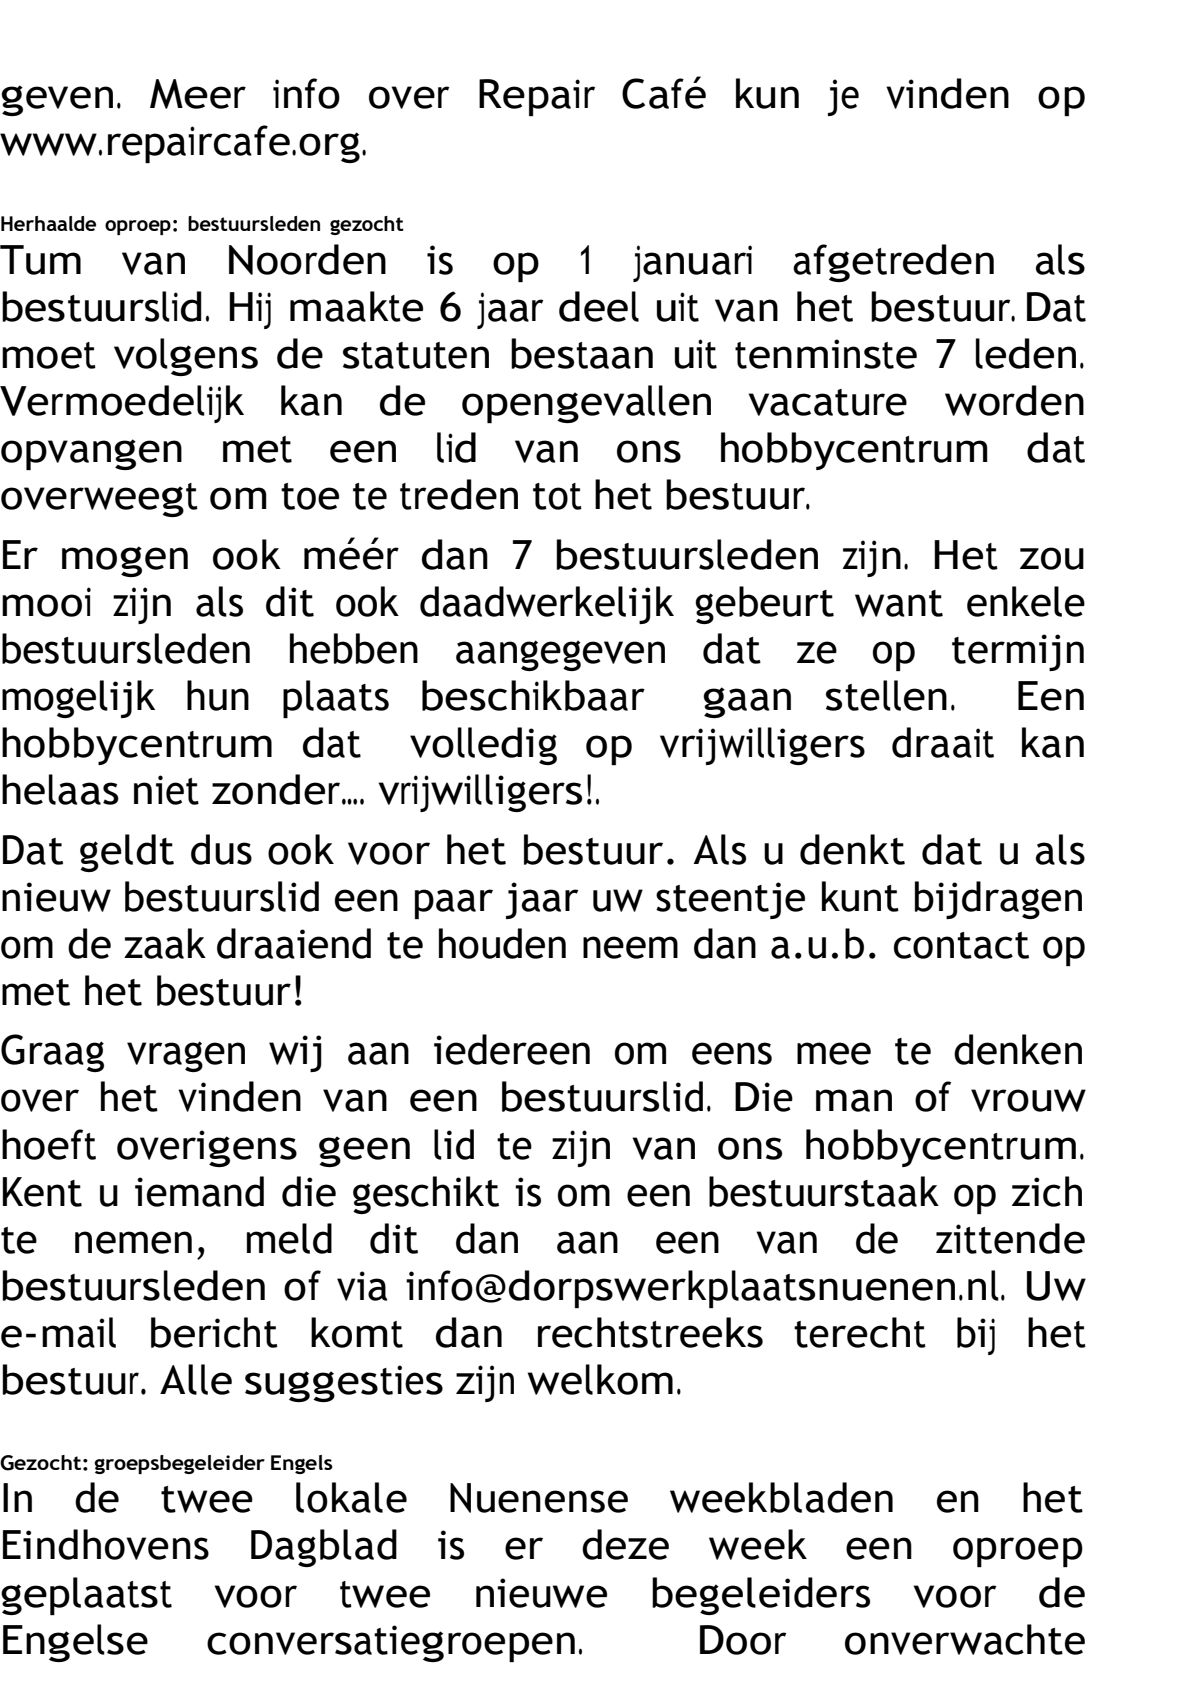 geven. Meer info over Repair Café kun je vinden op
www.repaircafe.org.
Herhaalde oproep: bestuursleden gezocht
Tum van Noorden is op 1 januari afgetreden als
bestuurslid. Hij maakte 6 jaar deel uit van het bestuur. Dat
moet volgens de statuten bestaan uit tenminste 7 leden.
Vermoedelijk kan de opengevallen vacature worden
opvangen met een lid van ons hobbycentrum dat
overweegt om toe te treden tot het bestuur.
Er mogen ook méér dan 7 bestuursleden zijn. Het zou
mooi zijn als dit ook daadwerkelijk gebeurt want enkele
bestuursleden hebben aangegeven dat ze op termijn
mogelijk hun plaats beschikbaar gaan stellen. Een
hobbycentrum dat volledig op vrijwilligers draait kan
helaas niet zonder…. vrijwilligers!.
Dat geldt dus ook voor het bestuur. Als u denkt dat u als
nieuw bestuurslid een paar jaar uw steentje kunt bijdragen
om de zaak draaiend te houden neem dan a.u.b. contact op
met het bestuur!
Graag vragen wij aan iedereen om eens mee te denken
over het vinden van een bestuurslid. Die man of vrouw
hoeft overigens geen lid te zijn van ons hobbycentrum.
Kent u iemand die geschikt is om een bestuurstaak op zich
te nemen, meld dit dan aan een van de zittende
bestuursleden of via info@dorpswerkplaatsnuenen.nl. Uw
e-mail bericht komt dan rechtstreeks terecht bij het
bestuur. Alle suggesties zijn welkom.
Gezocht: groepsbegeleider Engels
In de twee lokale Nuenense weekbladen en het
Eindhovens Dagblad is er deze week een oproep
geplaatst voor twee nieuwe begeleiders voor de
Engelse conversatiegroepen. Door onverwachte